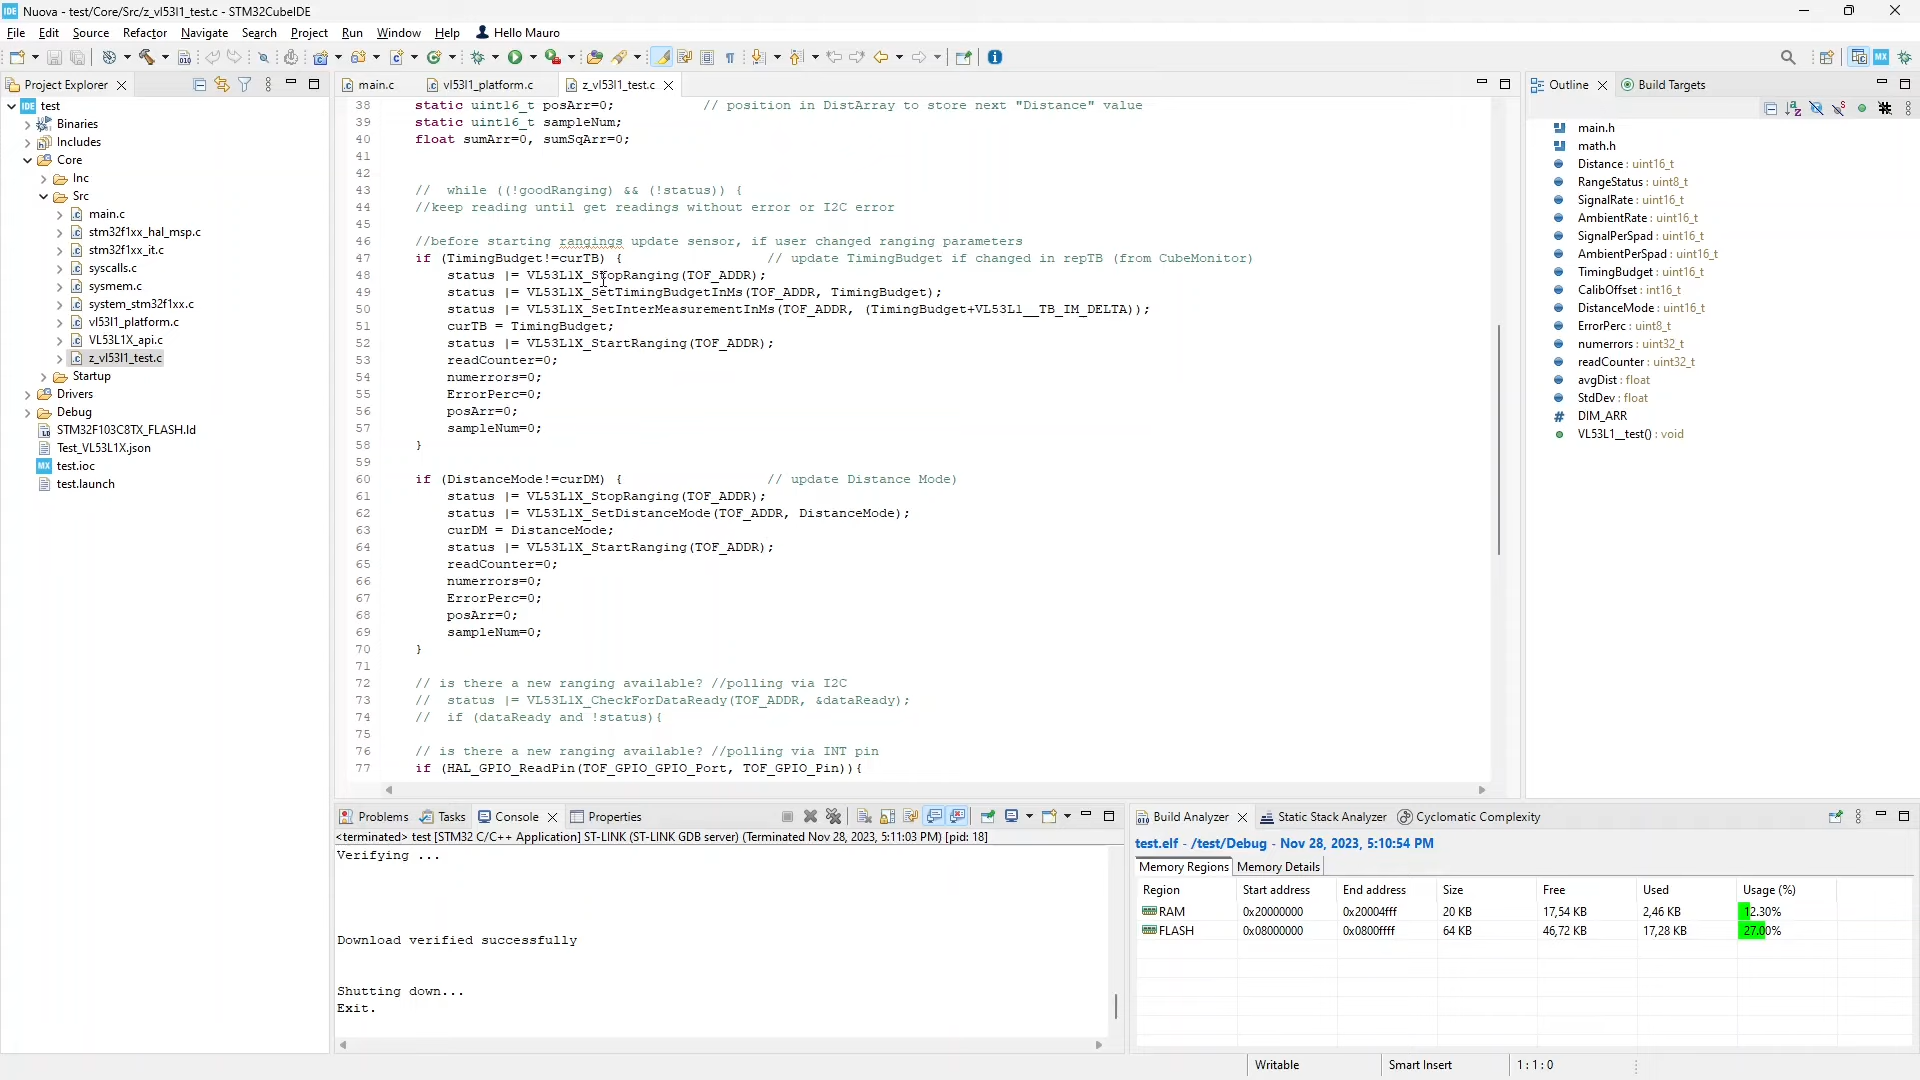 Nuova - test/Core/Src/z_vl53l1_test.c - STM32CubeIDE
File Edit Source Refactor Navigate Search Project Run Window Help Hello Mauro
Project Explorer
test
Binaries
Includes
Core
Inc
Src
main.c
stm32f1xx_hal_msp.c
stm32f1xx_it.c
syscalls.c
sysmem.c
system_stm32f1xx.c
vl53l1_platform.c
VL53L1X_api.c
z_vl53l1_test.c
Startup
Drivers
Debug
STM32F103C8TX_FLASH.ld
Test_VL53L1X.json
test.ioc
test.launch
main.c vl53l1_platform.c z_vl53l1_test.c
38 static uint16_t posArr=0; // position in DistArray to store next "Distance" value
39 static uint16_t sampleNum;
40 float sumArr=0, sumSqArr=0;
41
42
43 // while ((!goodRanging) && (!status)) {
44 //keep reading until get readings without error or I2C error
45
46 //before starting rangings update sensor, if user changed ranging parameters
47 if (TimingBudget!=curTB) { // update TimingBudget if changed in repTB (from CubeMonitor)
48 status |= VL53L1X_StopRanging(TOF_ADDR);
49 status |= VL53L1X_SetTimingBudgetInMs(TOF_ADDR, TimingBudget);
50 status |= VL53L1X_SetInterMeasurementInMs(TOF_ADDR, (TimingBudget+VL53L1__TB_IM_DELTA));
51 curTB = TimingBudget;
52 status |= VL53L1X_StartRanging(TOF_ADDR);
53 readCounter=0;
54 numerrors=0;
55 ErrorPerc=0;
56 posArr=0;
57 sampleNum=0;
58 }
59
60 if (DistanceMode!=curDM) { // update Distance Mode)
61 status |= VL53L1X_StopRanging(TOF_ADDR);
62 status |= VL53L1X_SetDistanceMode(TOF_ADDR, DistanceMode);
63 curDM = DistanceMode;
64 status |= VL53L1X_StartRanging(TOF_ADDR);
65 readCounter=0;
66 numerrors=0;
67 ErrorPerc=0;
68 posArr=0;
69 sampleNum=0;
70 }
71
72 // is there a new ranging available? //polling via I2C
73 // status |= VL53L1X_CheckForDataReady(TOF_ADDR, &dataReady);
74 // if (dataReady and !status){
75
76 // is there a new ranging available? //polling via INT pin
77 if (HAL_GPIO_ReadPin(TOF_GPIO_GPIO_Port, TOF_GPIO_Pin)){
Outline Build Targets
main.h
math.h
Distance : uint16_t
RangeStatus : uint8_t
SignalRate : uint16_t
AmbientRate : uint16_t
SignalPerSpad : uint16_t
AmbientPerSpad : uint16_t
TimingBudget : uint16_t
CalibOffset : int16_t
DistanceMode : uint16_t
ErrorPerc : uint8_t
numerrors : uint32_t
readCounter : uint32_t
avgDist : float
StdDev : float
DIM_ARR
VL53L1__test() : void
Problems Tasks Console Properties
<terminated> test [STM32 C/C++ Application] ST-LINK (ST-LINK GDB server) (Terminated Nov 28, 2023, 5:11:03 PM) [pid: 18]
Verifying ...
Download verified successfully
Shutting down...
Exit.
Build Analyzer Static Stack Analyzer Cyclomatic Complexity
test.elf - /test/Debug - Nov 28, 2023, 5:10:54 PM
Memory Regions Memory Details
Region Start address End address Size Free Used Usage (%)
RAM 0x20000000 0x20004fff 20 KB 17,54 KB 2,46 KB 12.30%
FLASH 0x08000000 0x0800ffff 64 KB 46,72 KB 17,28 KB 27.00%
Writable Smart Insert 1 : 1 : 0